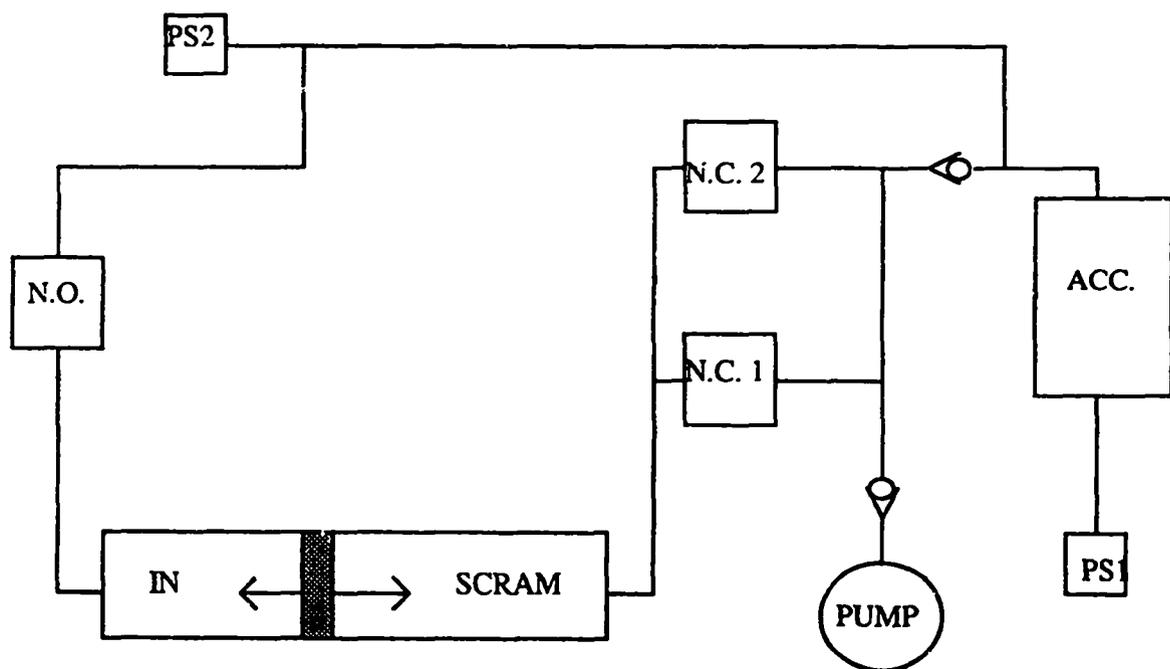 PS2
N.C. 2
N.O.
ACC.
N.C. 1
PS1
IN
SCRAM
PUMP